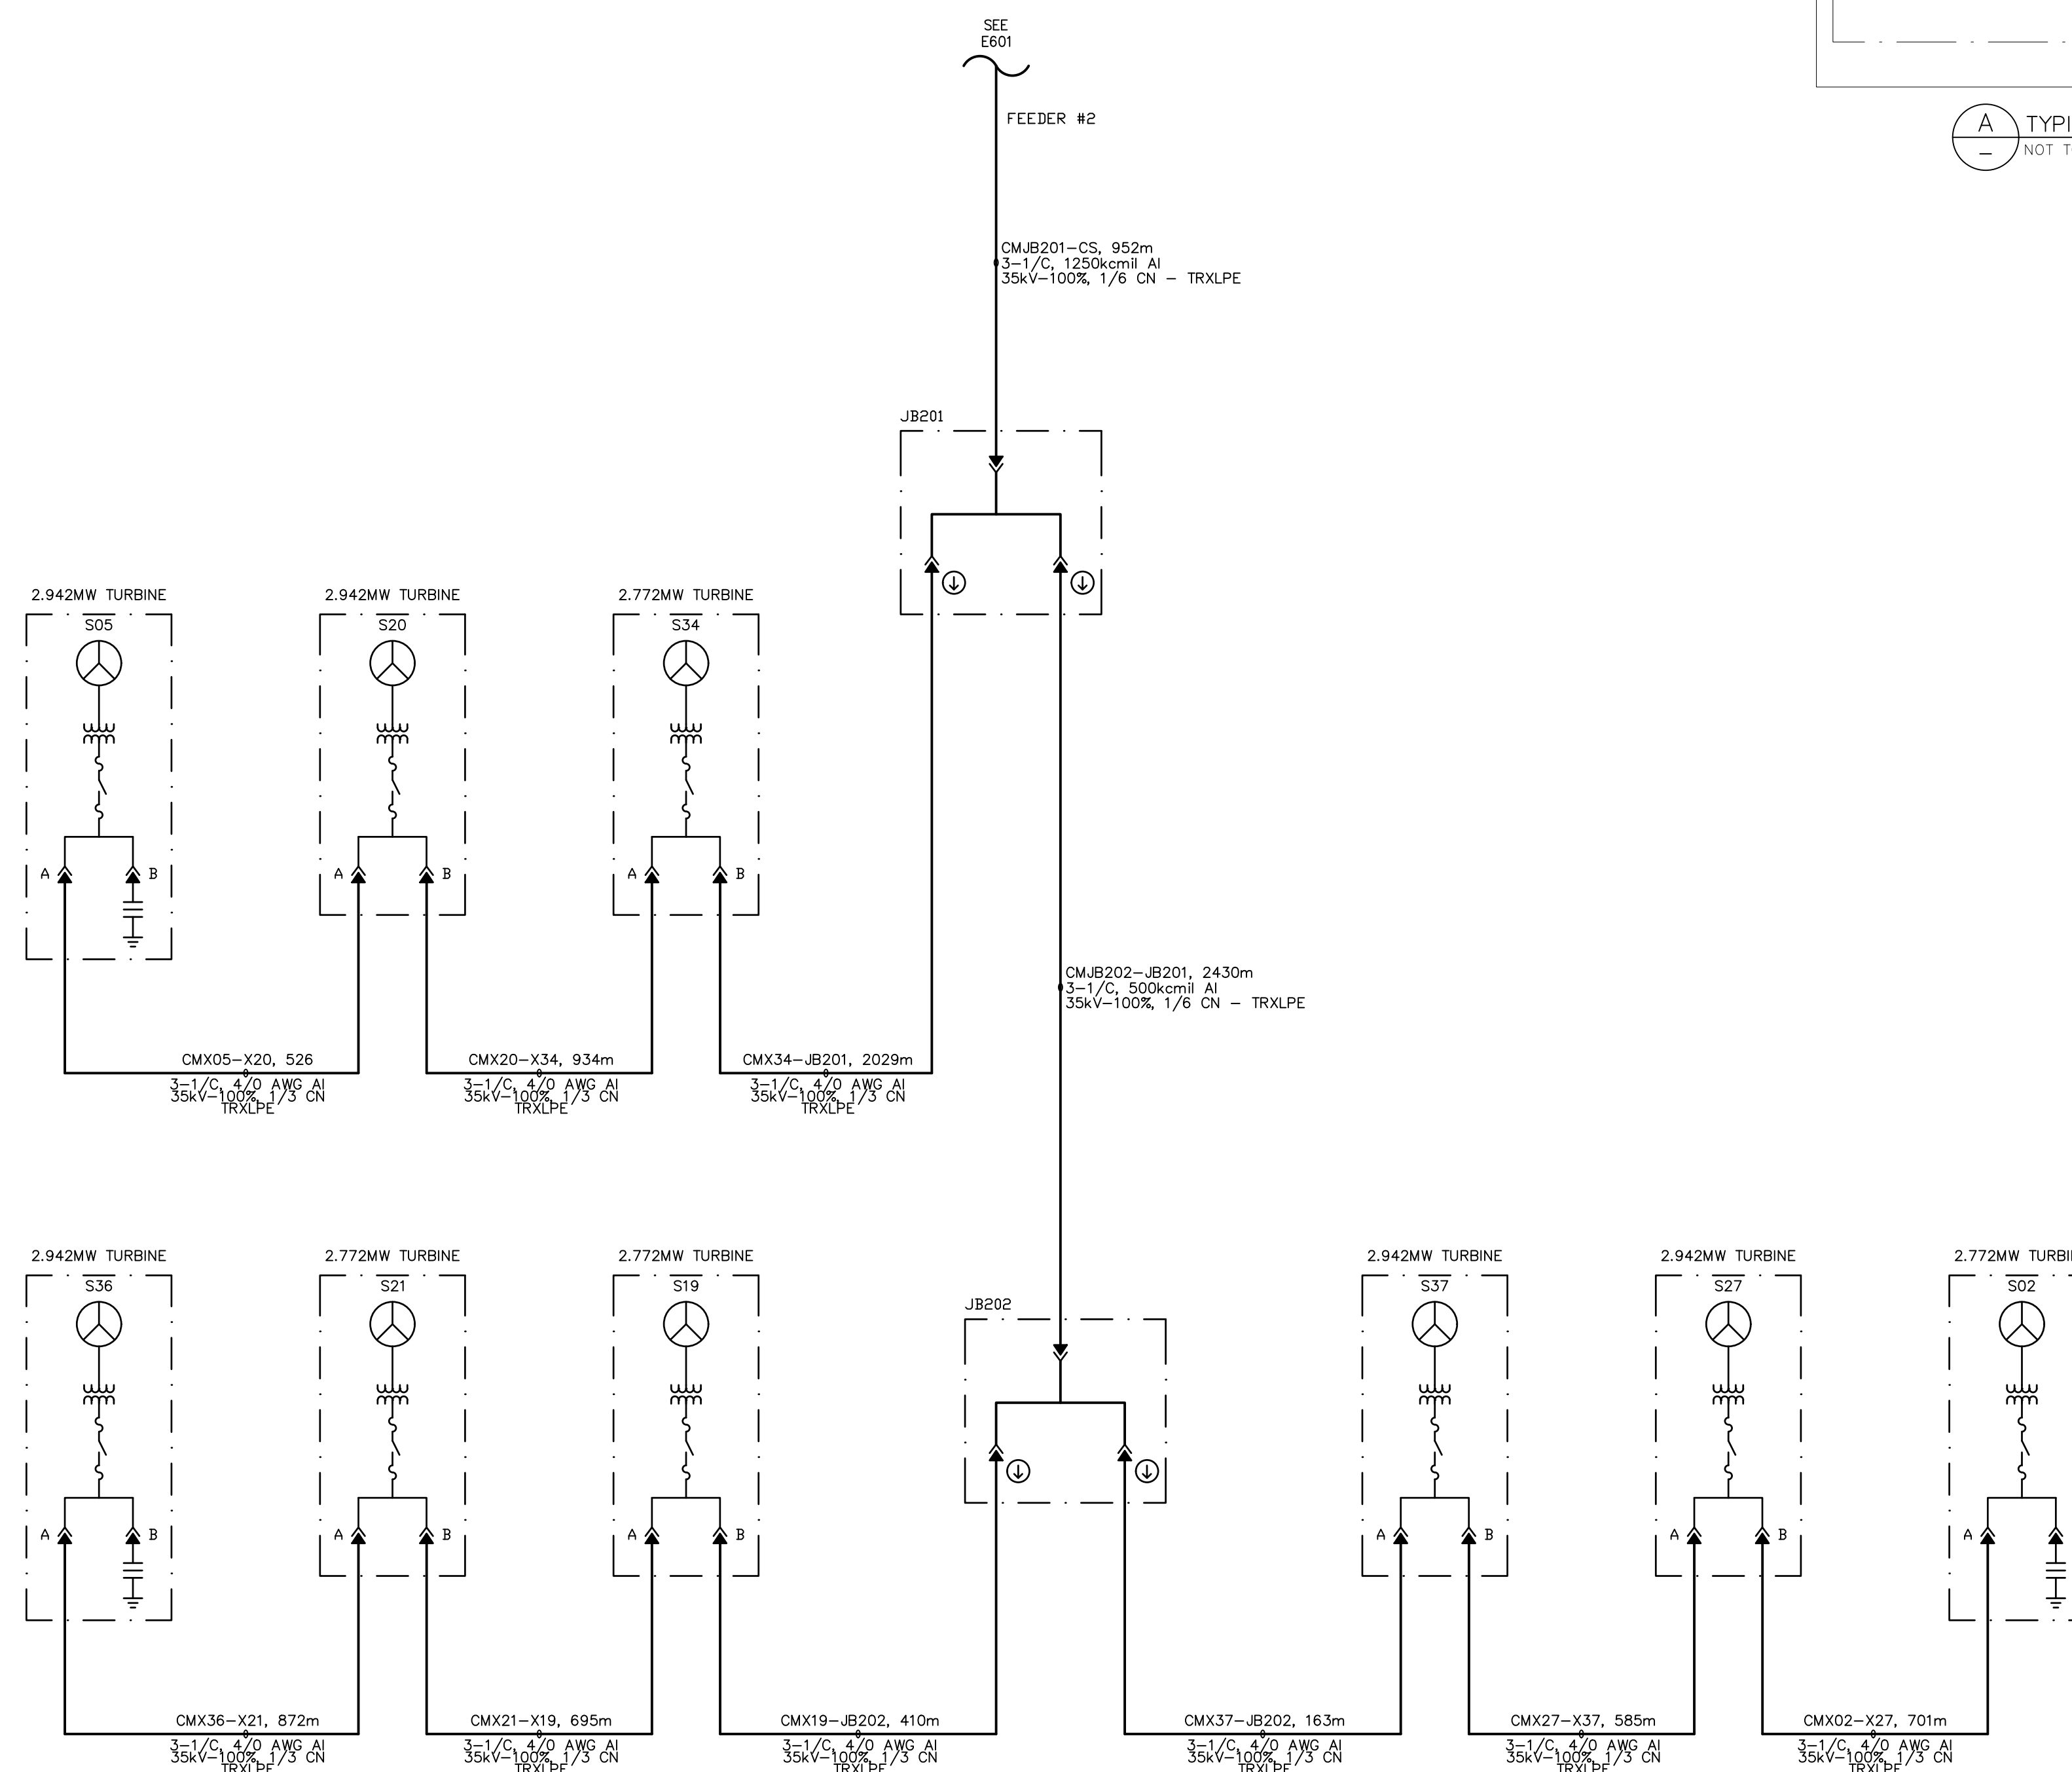 SEE
E601
FEEDER #2
A
TYPI
—
NOT T
CMJB201-CS, 952m
3-1/C, 1250kcmil Al
35kV-100%, 1/6 CN - TRXLPE
JB201
2.942MW TURBINE
2.942MW TURBINE
2.772MW TURBINE
S05
S20
S34
A
B
A
B
A
B
CMJB202-JB201, 2430m
3-1/C, 500kcmil Al
35kV-100%, 1/6 CN - TRXLPE
CMX05-X20, 526
3-1/C, 4/0 AWG Al
35kV-100%, 1/3 CN
TRXLPE
CMX20-X34, 934m
3-1/C, 4/0 AWG Al
35kV-100%, 1/3 CN
TRXLPE
CMX34-JB201, 2029m
3-1/C, 4/0 AWG Al
35kV-100%, 1/3 CN
TRXLPE
2.942MW TURBINE
2.772MW TURBINE
2.772MW TURBINE
2.942MW TURBINE
2.942MW TURBINE
2.772MW TURBI
S36
S21
S19
JB202
S37
S27
S02
A
B
A
B
A
B
A
B
A
B
A
CMX36-X21, 872m
3-1/C, 4/0 AWG Al
35kV-100%, 1/3 CN
TRXLPE
CMX21-X19, 695m
3-1/C, 4/0 AWG Al
35kV-100%, 1/3 CN
TRXLPE
CMX19-JB202, 410m
3-1/C, 4/0 AWG Al
35kV-100%, 1/3 CN
TRXLPE
CMX37-JB202, 163m
3-1/C, 4/0 AWG Al
35kV-100%, 1/3 CN
TRXLPE
CMX27-X37, 585m
3-1/C, 4/0 AWG Al
35kV-100%, 1/3 CN
TRXLPE
CMX02-X27, 701m
3-1/C, 4/0 AWG Al
35kV-100%, 1/3 CN
TRXLPE